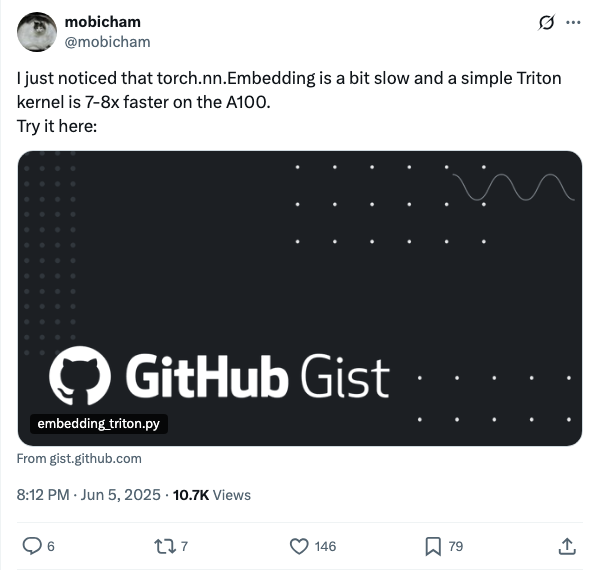 mobicham
@mobicham
I just noticed that torch.nn.Embedding is a bit slow and a simple Triton
kernel is 7-8x faster on the A100.
Try it here:
GitHub Gist
embedding_triton.py
From gist.github.com
8:12 PM · Jun 5, 2025 · 10.7K Views
6 7 146 79